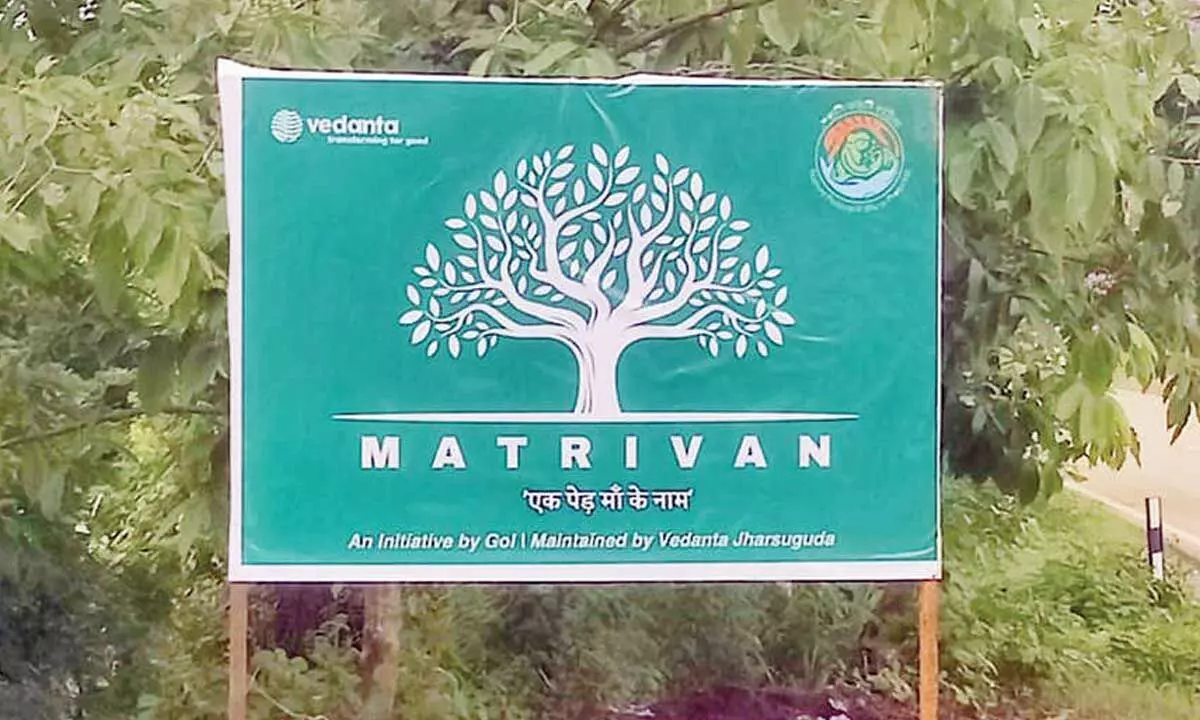 vedanta
transforming for good
MATRIVAN
'एक पेड़ माँ के नाम'
An Initiative by GoI | Maintained by Vedanta Jharsuguda